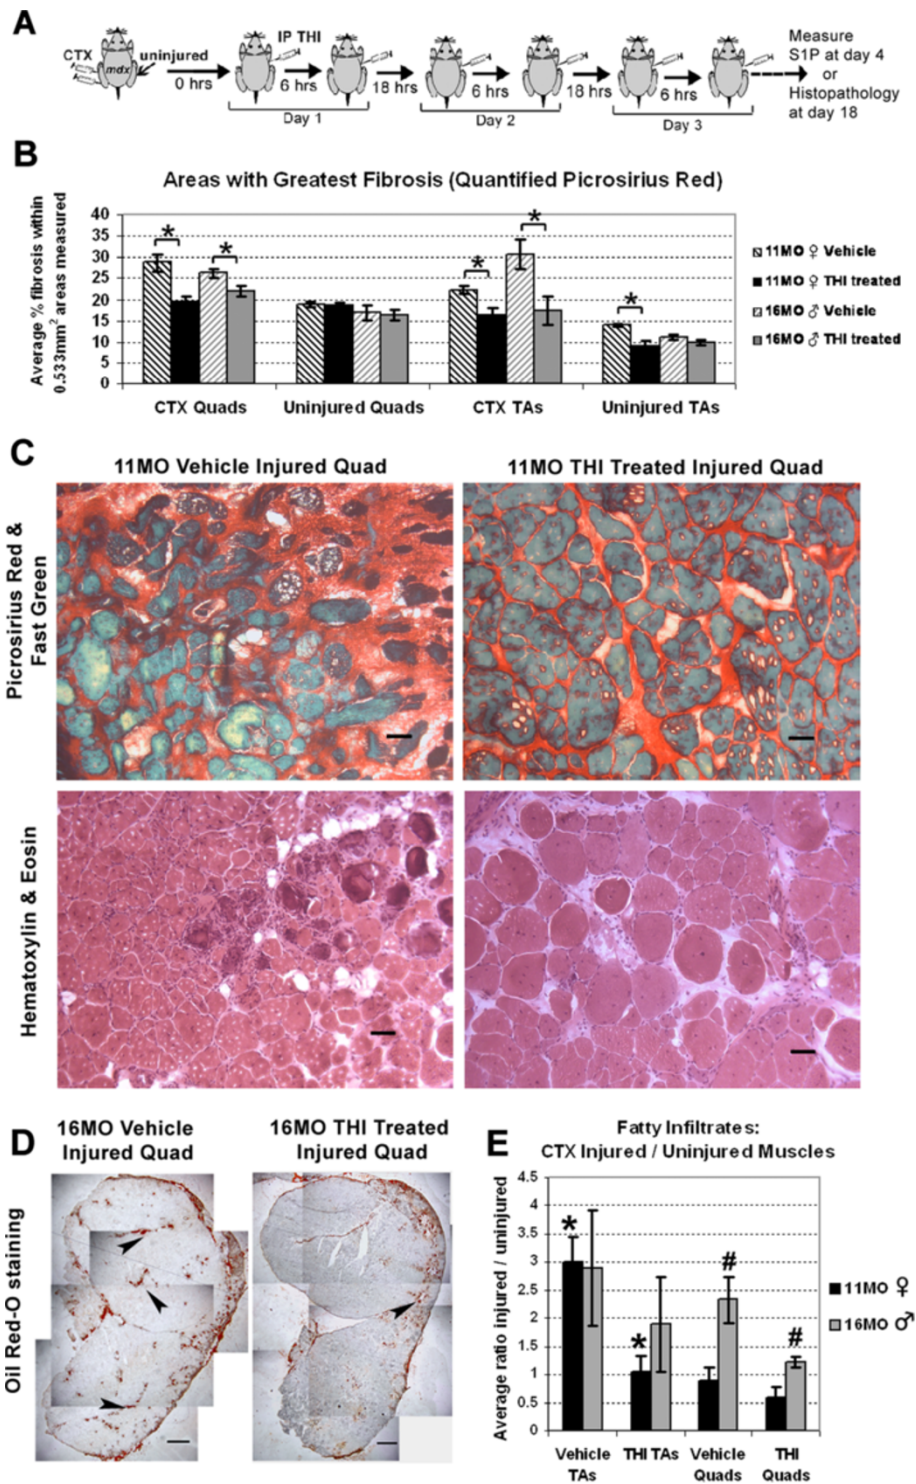 A
CTX
mdx
uninjured
0 hrs
IP THI
6 hrs
18 hrs
6 hrs
18 hrs
6 hrs
Day 1
Day 2
Day 3
Measure
S1P at day 4
or
Histopathology
at day 18
B
Areas with Greatest Fibrosis (Quantified Picrosirius Red)
Average % fibrosis within
0.533mm² areas measured
40
35
30
25
20
15
10
5
0
*
*
*
*
*
CTX Quads
Uninjured Quads
CTX TAs
Uninjured TAs
11MO ♀ Vehicle
11MO ♀ THI treated
16MO ♂ Vehicle
16MO ♂ THI treated
C
11MO Vehicle Injured Quad
11MO THI Treated Injured Quad
Picrosirius Red &
Fast Green
Hematoxylin & Eosin
D
16MO Vehicle
Injured Quad
16MO THI Treated
Injured Quad
Oil Red-O staining
E
Fatty Infiltrates:
CTX Injured / Uninjured Muscles
Average ratio injured / uninjured
4.5
4
3.5
3
2.5
2
1.5
1
0.5
0
*
*
#
#
Vehicle
TAs
THI TAs
Vehicle
Quads
THI
Quads
11MO ♀
16MO ♂